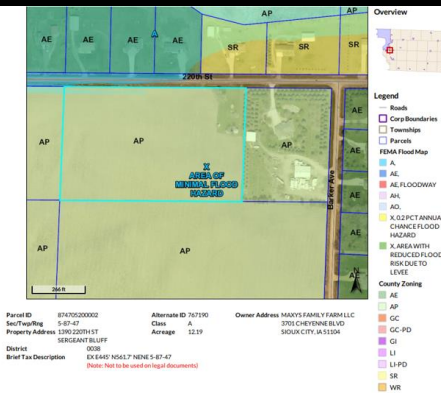 AP
AP
Overview
AE
AE
AE
AE
SR
SR
SR
220th St
Legend
Roads
Corp Boundaries
Townships
Parcels
FEMA Flood Map
A,
AE,
AE, FLOODWAY
AH,
AO,
X, 0.2 PCT ANNUAL
CHANCE FLOOD
HAZARD
X, AREA WITH
REDUCED FLOOD
RISK DUE TO
LEVEE
County Zoning
AE
AP
GC
GC-PD
GI
LI
LI-PD
SR
WR
AP
AP
AP
AE
AE
AE
AE
X
AREA OF
MINIMAL FLOOD
HAZARD
Barker Ave
AP
AP
N
266 ft
Parcel ID 874705200002
Sec/Twp/Rng 5-87-47
Property Address 1390 220TH ST
SERGEANT BLUFF
Alternate ID 767190
Class A
Acreage 12.19
Owner Address MAXYS FAMILY FARM LLC
3701 CHEYENNE BLVD
SIOUX CITY, IA 51104
District 0038
Brief Tax Description EX E445' N561.7' NENE 5-87-47
(Note: Not to be used on legal documents)